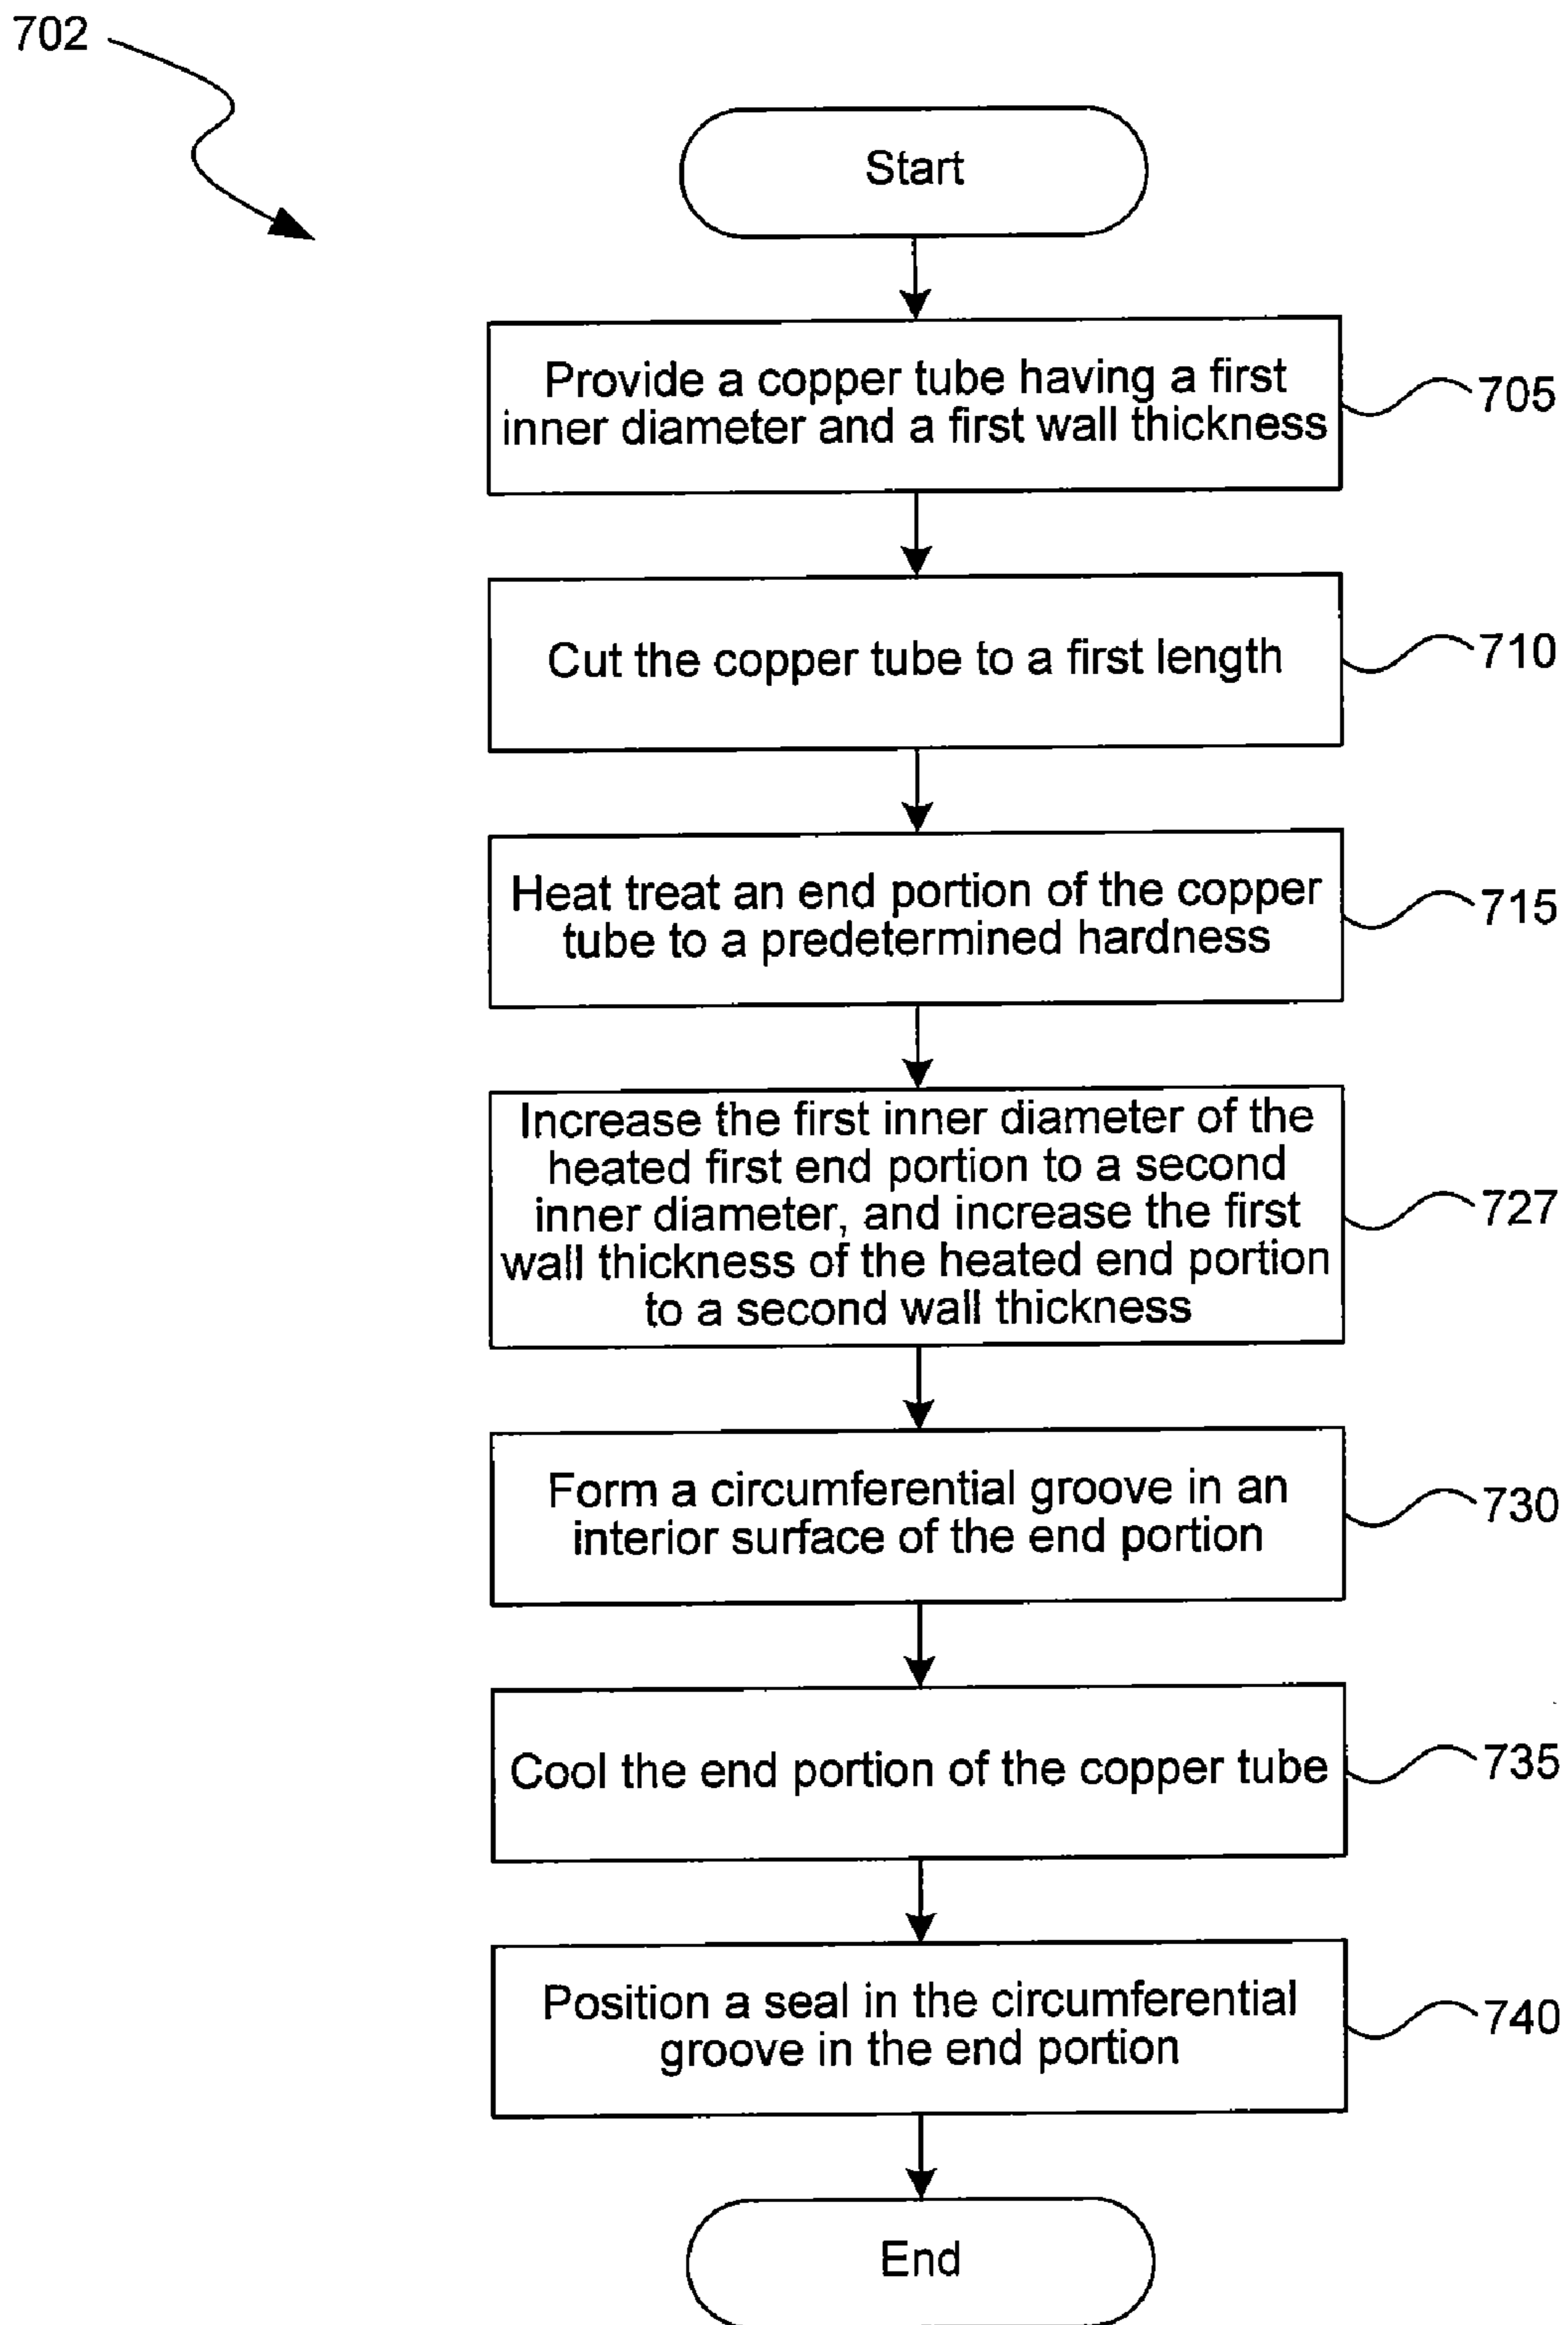 702
Start
Provide a copper tube having a first
inner diameter and a first wall thickness
705
Cut the copper tube to a first length
710
Heat treat an end portion of the copper
tube to a predetermined hardness
715
Increase the first inner diameter of the
heated first end portion to a second
inner diameter, and increase the first
wall thickness of the heated end portion
to a second wall thickness
727
Form a circumferential groove in an
interior surface of the end portion
730
Cool the end portion of the copper tube
735
Position a seal in the circumferential
groove in the end portion
740
End